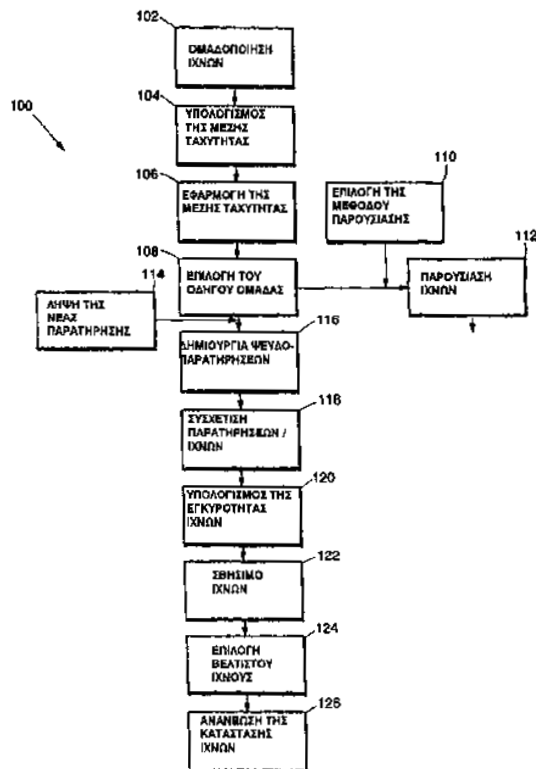 102
ΟΜΑΔΟΠΟΙΗΣΗ
ΙΧΝΩΝ
104
100
ΥΠΟΛΟΓΙΣΜΟΣ
ΤΗΣ ΜΕΣΗΣ
ΤΑΧΥΤΗΤΑΣ
106
ΕΦΑΡΜΟΓΗ ΤΗΣ
ΜΕΣΗΣ ΤΑΧΥΤΗΤΑΣ
110
ΕΠΙΛΟΓΗ ΤΗΣ
ΜΕΘΟΔΟΥ
ΠΑΡΟΥΣΙΑΣΗΣ
108
ΕΠΙΛΟΓΗ ΤΟΥ
ΟΔΗΓΟΥ ΟΜΑΔΑΣ
112
ΠΑΡΟΥΣΙΑΣΗ
ΙΧΝΩΝ
114
ΛΗΨΗ ΤΗΣ
ΝΕΑΣ
ΠΑΡΑΤΗΡΗΣΗΣ
116
ΔΗΜΙΟΥΡΓΙΑ ΨΕΥΔΟ-
ΠΑΡΑΤΗΡΗΣΕΩΝ
118
ΣΥΣΧΕΤΙΣΗ
ΠΑΡΑΤΗΡΗΣΕΩΝ /
ΙΧΝΩΝ
120
ΥΠΟΛΟΓΙΣΜΟΣ ΤΗΣ
ΕΓΚΥΡΟΤΗΤΑΣ
ΙΧΝΩΝ
122
ΣΒΗΣΙΜΟ
ΙΧΝΩΝ
124
ΕΠΙΛΟΓΗ
ΒΕΛΤΙΣΤΟΥ
ΙΧΝΟΥΣ
126
ΑΝΑΝΕΩΣΗ ΤΗΣ
ΚΑΤΑΣΤΑΣΗΣ
ΙΧΝΩΝ